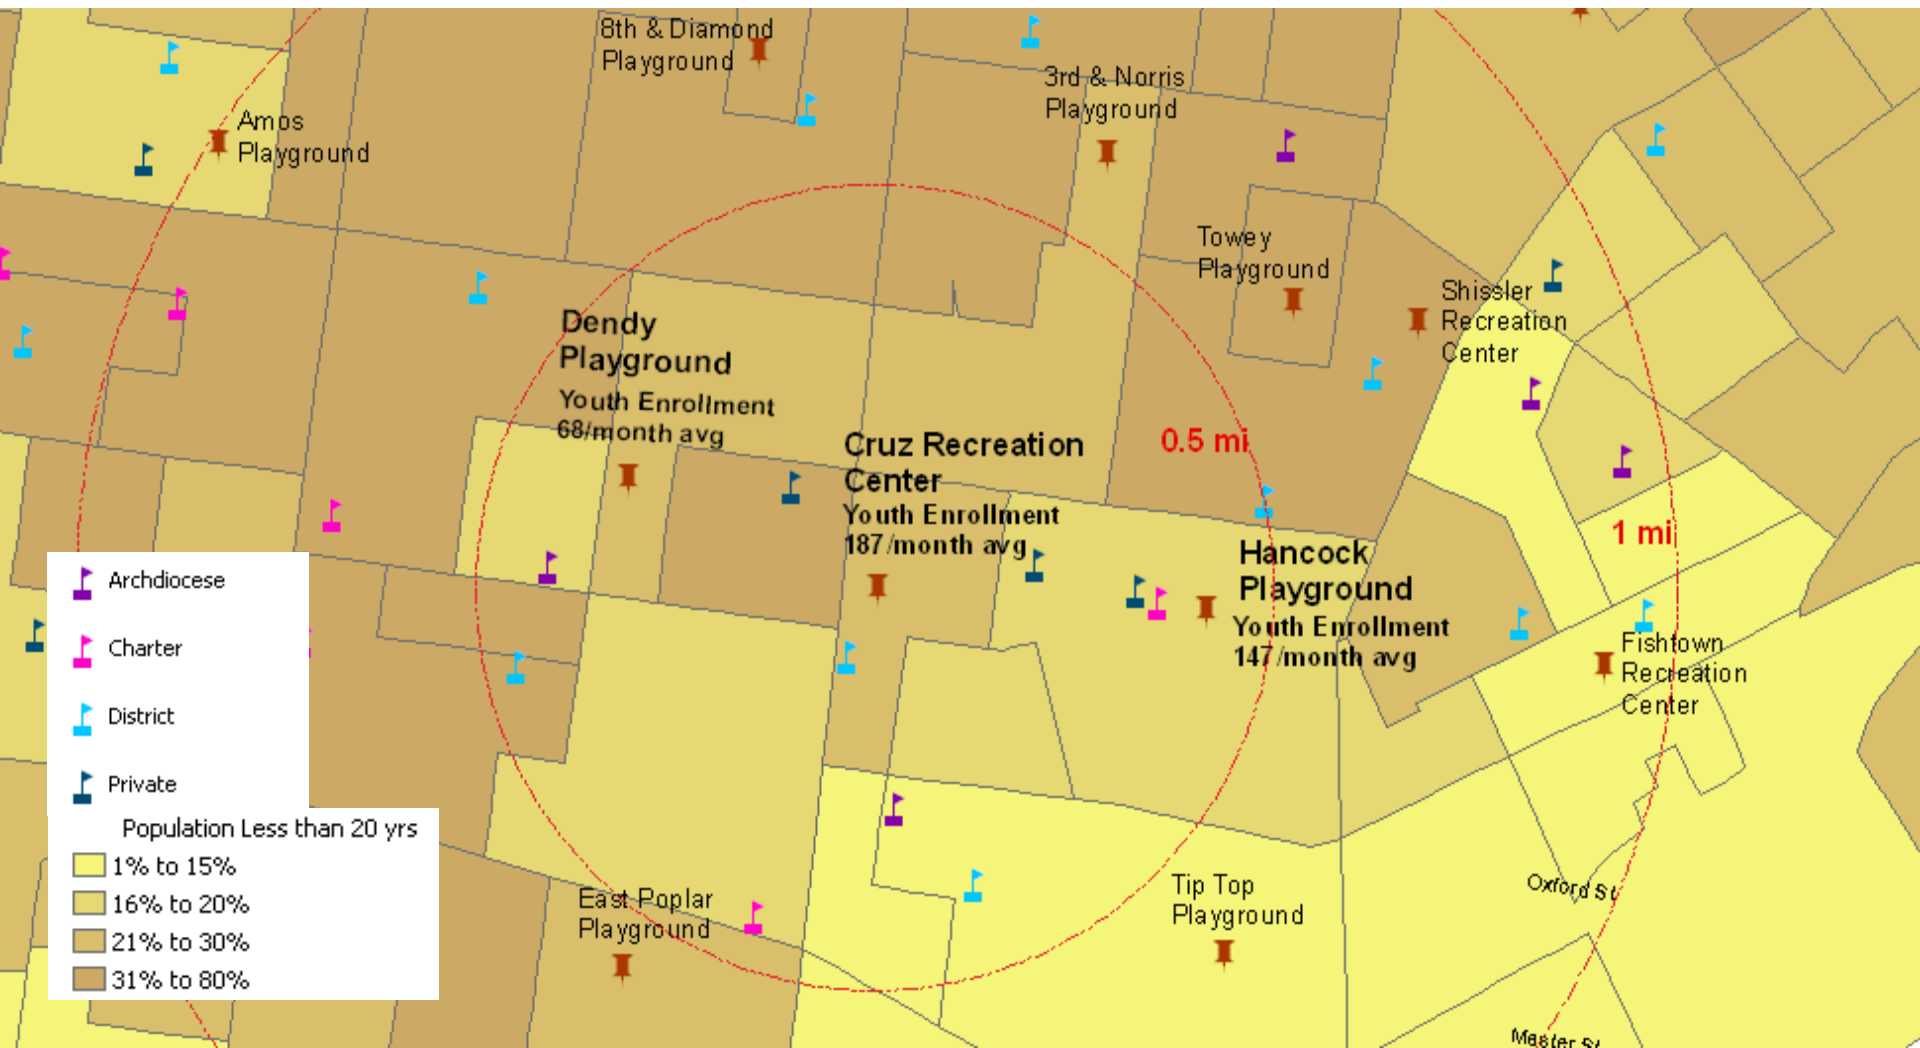 8th & Diamond
Playground
3rd & Norris
Playground
Amos
Playground
Towey
Playground
Shissler
Recreation
Center
Dendy
Playground
Youth Enrollment
68/month avg
Cruz Recreation
Center
Youth Enrollment
187/month avg
0.5 mi
1 mi
Hancock
Playground
Youth Enrollment
147/month avg
Fishtown
Recreation
Center
Archdiocese
Charter
District
Private
Population Less than 20 yrs
1% to 15%
16% to 20%
21% to 30%
31% to 80%
East Poplar
Playground
Tip Top
Playground
Oxford St
Master St